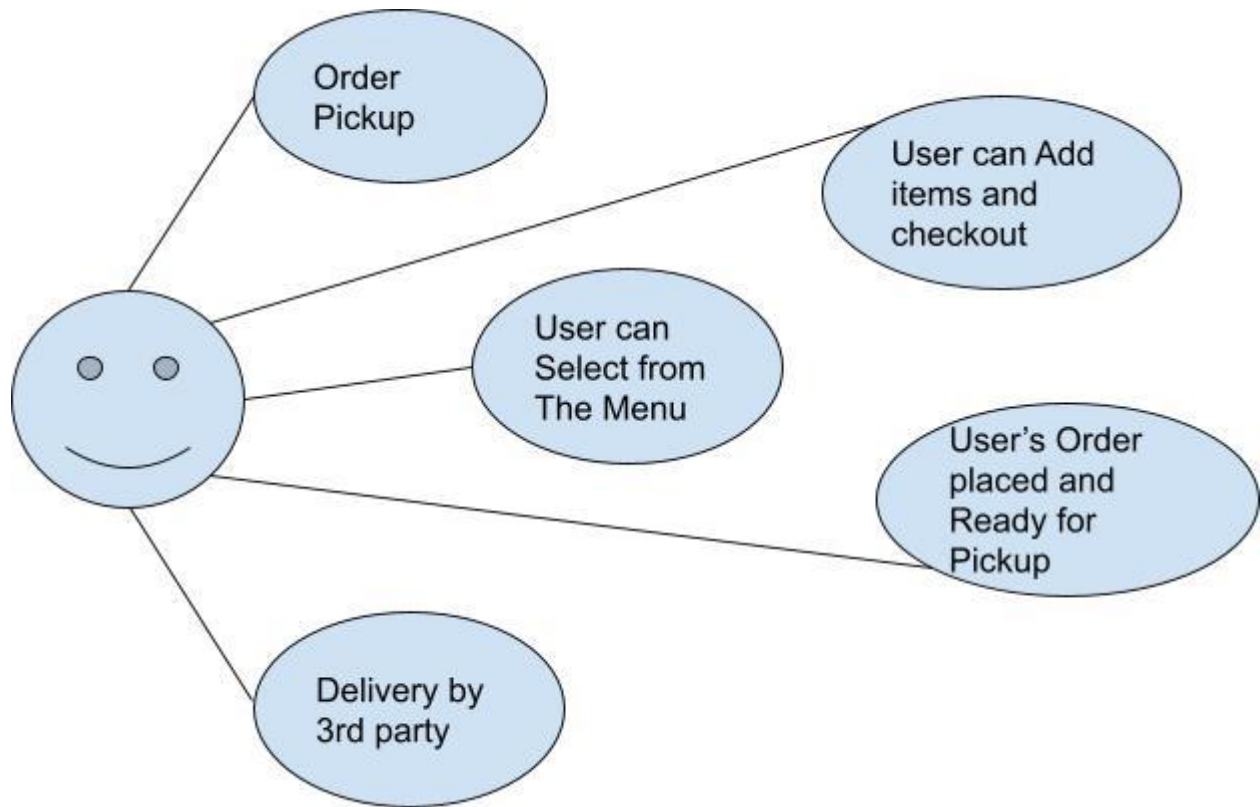 Order
Pickup
User can Add
items and
checkout
User can
Select from
The Menu
User’s Order
placed and
Ready for
Pickup
Delivery by
3rd party